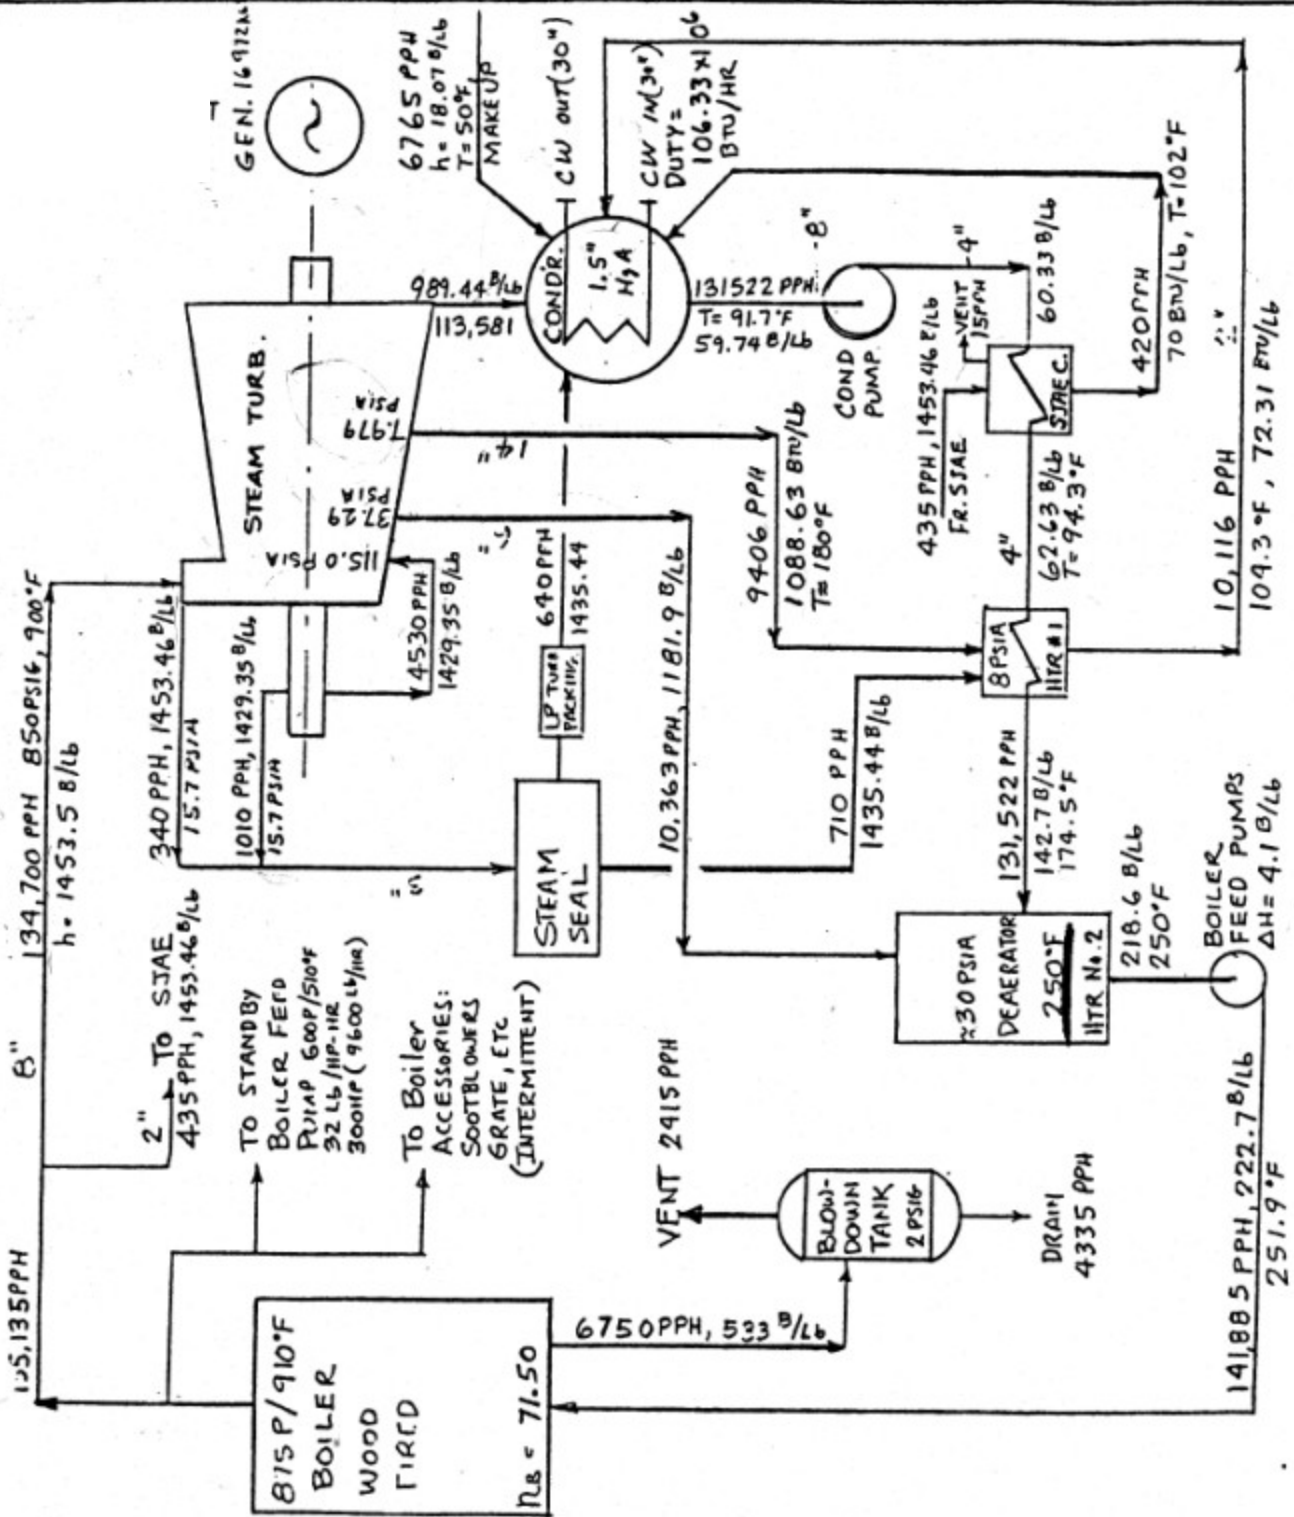 GEN. 16972
6765 PPH
h= 18.07 B/Lb
T= 50°F
MAKEUP
CW OUT (30")
CW IN (30")
DUTY=
106.33 X 10⁶
BTU/HR
STEAM TURB.
7.979
PSIA
37.29
PSIA
115.0 PSIA
989.44 B/Lb
113,581
CONDR.
1.5"
HgA
131522 PPH
T= 91.7°F
59.74 B/Lb
8"
COND
PUMP.
4"
60.33 B/Lb
VENT
15PPH
435 PPH, 1453.46 B/Lb
FR. SJAE
SJAE C.
420 PPH
70 BTU/Lb, T=102°F
4"
62.63 B/Lb
T= 94.3°F
10,116 PPH
2"
104.3 °F, 72.31 BTU/Lb
14"
9406 PPH
1088.63 BTU/Lb
T= 180°F
8 PSIA
HTR #1
6"
10,363 PPH, 1181.9 B/Lb
134,700 PPH 850PSIG, 900°F
h= 1453.5 B/Lb
340 PPH, 1453.46 B/Lb
15.7 PSIA
1010 PPH, 1429.35 B/Lb
15.7 PSIA
4530 PPH
1429.35 B/Lb
LP TURB
PACKING.
640 PPH
1435.44
STEAM
SEAL
710 PPH
1435.44 B/Lb
131,522 PPH
142.7 B/Lb
174.5°F
≈30 PSIA
DEAERATOR
250°F
HTR No. 2
218.6 B/Lb
250°F
BOILER
FEED PUMPS
ΔH= 4.1 B/Lb
8"
2" TO SJAE
435 PPH, 1453.46 B/Lb
TO STANDBY
BOILER FEED
PUMP 600P/510°F
32 Lb/HP-HR
300HP (9600 Lb/HR)
To Boiler
ACCESSORIES:
SOOTBLOWERS
GRATE, ETC
(INTERMITTENT)
VENT 2415 PPH
BLOW-
DOWN
TANK
2 PSIG
DRAIN
4335 PPH
135,135 PPH
875 P/910°F
BOILER
WOOD
FIRED
ηB = 71.50
6750 PPH, 533 B/Lb
141,885 PPH, 222.7 B/Lb
251.9 °F